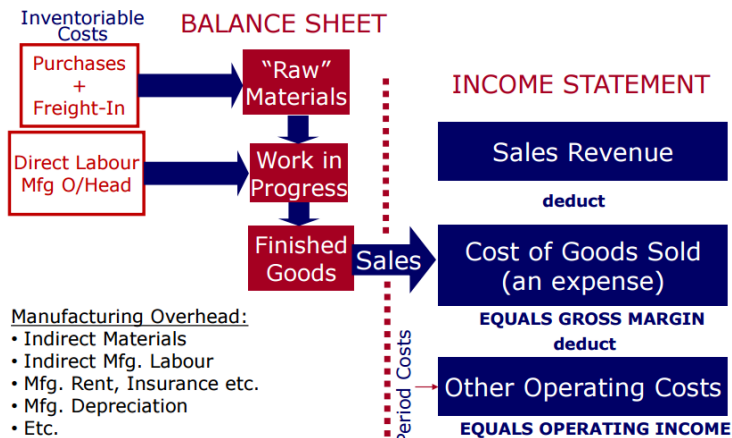 Inventoriable
Costs
BALANCE SHEET
Purchases
+
Freight-In
“Raw”
Materials
Direct Labour
Mfg O/Head
Work in
Progress
Finished
Goods
Sales
INCOME STATEMENT
Sales Revenue
deduct
Cost of Goods Sold
(an expense)
EQUALS GROSS MARGIN
deduct
Period Costs
Other Operating Costs
EQUALS OPERATING INCOME
Manufacturing Overhead:
• Indirect Materials
• Indirect Mfg. Labour
• Mfg. Rent, Insurance etc.
• Mfg. Depreciation
• Etc.